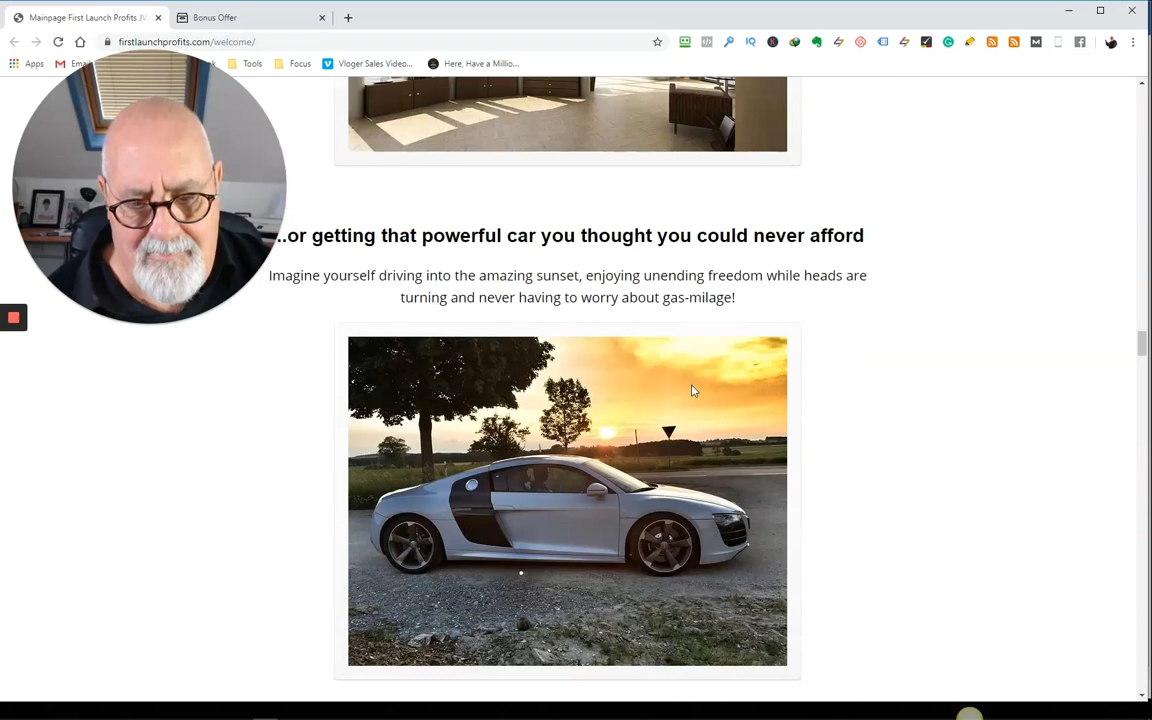 Mainpage First Launch Profits JV
Bonus Offer
firstlaunchprofits.com/welcome/
Apps
Tools
Focus
Vloger Sales Video...
Here, Have a Millio...
..or getting that powerful car you thought you could never afford
Imagine yourself driving into the amazing sunset, enjoying unending freedom while heads are
turning and never having to worry about gas-milage!